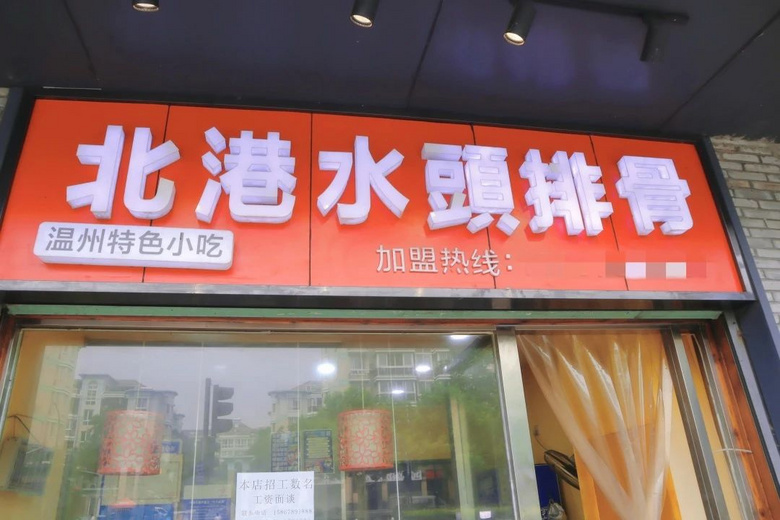 北港水頭排骨
温州特色小吃
加盟热线：
本店招工数名
工资面谈